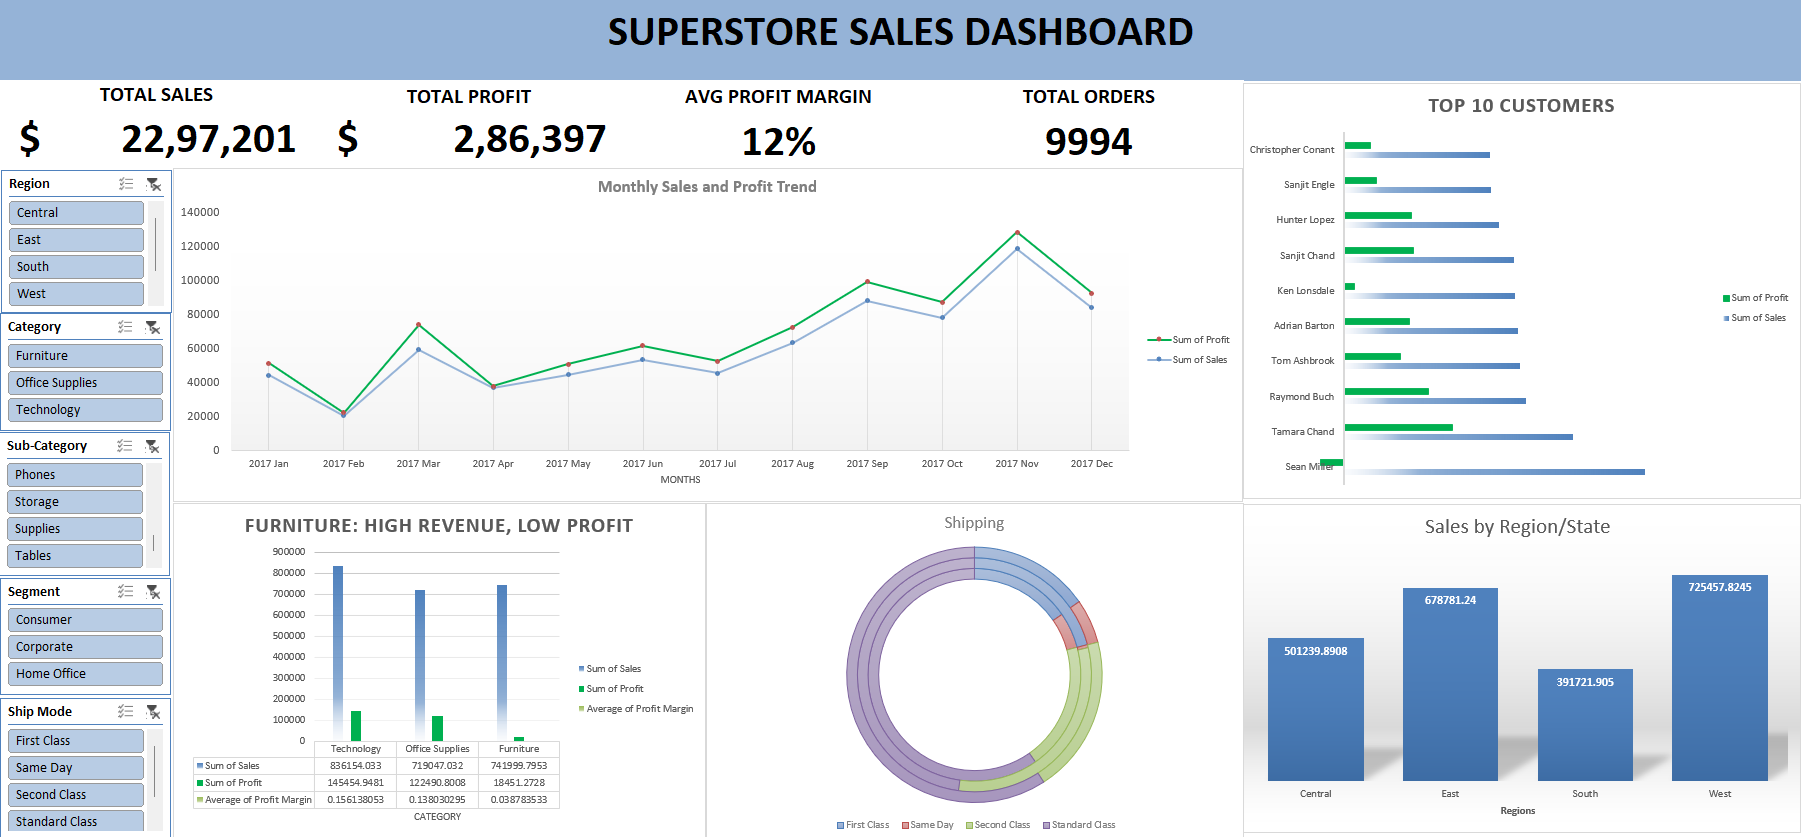 SUPERSTORE SALES DASHBOARD
TOTAL SALES
$ 22,97,201
TOTAL PROFIT
$ 2,86,397
AVG PROFIT MARGIN
12%
TOTAL ORDERS
9994
Region
Central
East
South
West
Category
Furniture
Office Supplies
Technology
Sub-Category
Phones
Storage
Supplies
Tables
Segment
Consumer
Corporate
Home Office
Ship Mode
First Class
Same Day
Second Class
Standard Class
Monthly Sales and Profit Trend
140000
120000
100000
80000
60000
40000
20000
0
2017 Jan 2017 Feb 2017 Mar 2017 Apr 2017 May 2017 Jun 2017 Jul 2017 Aug 2017 Sep 2017 Oct 2017 Nov 2017 Dec
MONTHS
Sum of Profit
Sum of Sales
TOP 10 CUSTOMERS
Christopher Conant
Sanjit Engle
Hunter Lopez
Sanjit Chand
Ken Lonsdale
Adrian Barton
Tom Ashbrook
Raymond Buch
Tamara Chand
Sean Miller
Sum of Profit
Sum of Sales
FURNITURE: HIGH REVENUE, LOW PROFIT
900000
800000
700000
600000
500000
400000
300000
200000
100000
0
Technology Office Supplies Furniture
Sum of Sales 836154.033 719047.032 741999.7953
Sum of Profit 145454.9481 122490.8008 18451.2728
Average of Profit Margin 0.156138053 0.138030295 0.038783533
CATEGORY
Sum of Sales
Sum of Profit
Average of Profit Margin
Shipping
First Class Same Day Second Class Standard Class
Sales by Region/State
501239.8908
678781.24
391721.905
725457.8245
Central East South West
Regions